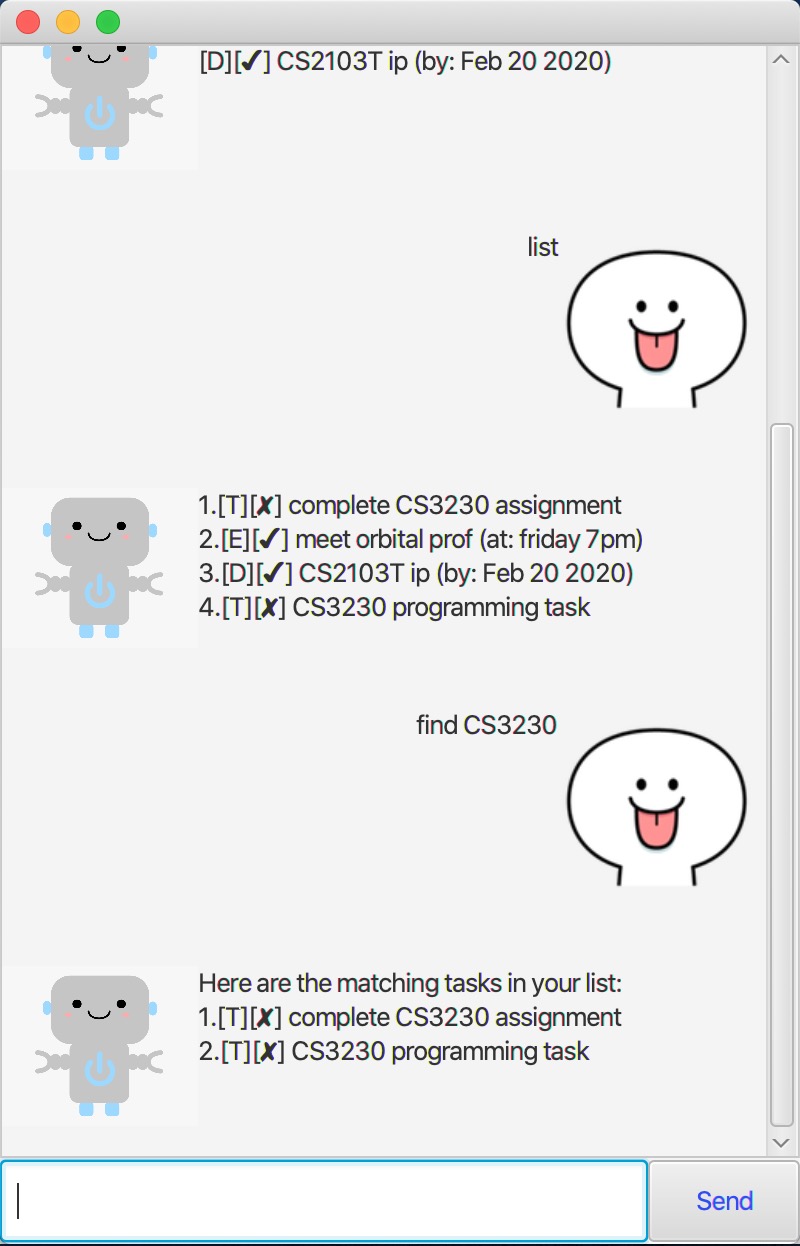 [D][✔] CS2103T ip (by: Feb 20 2020)
list
1.[T][✘] complete CS3230 assignment
2.[E][✔] meet orbital prof (at: friday 7pm)
3.[D][✔] CS2103T ip (by: Feb 20 2020)
4.[T][✘] CS3230 programming task
find CS3230
Here are the matching tasks in your list:
1.[T][✘] complete CS3230 assignment
2.[T][✘] CS3230 programming task
Send